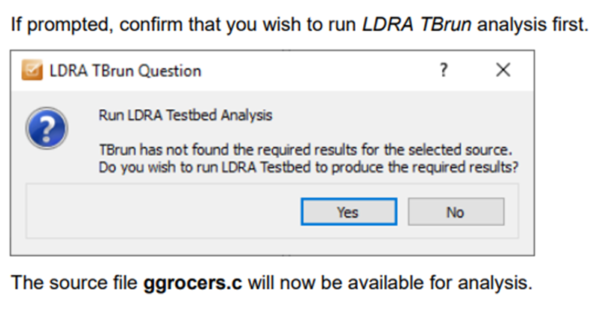 If prompted, confirm that you wish to run LDRA TBrun analysis first.
LDRA TBrun Question
?
Run LDRA Testbed Analysis
TBrun has not found the required results for the selected source.
Do you wish to run LDRA Testbed to produce the required results?
Yes
No
The source file ggrocers.c will now be available for analysis.